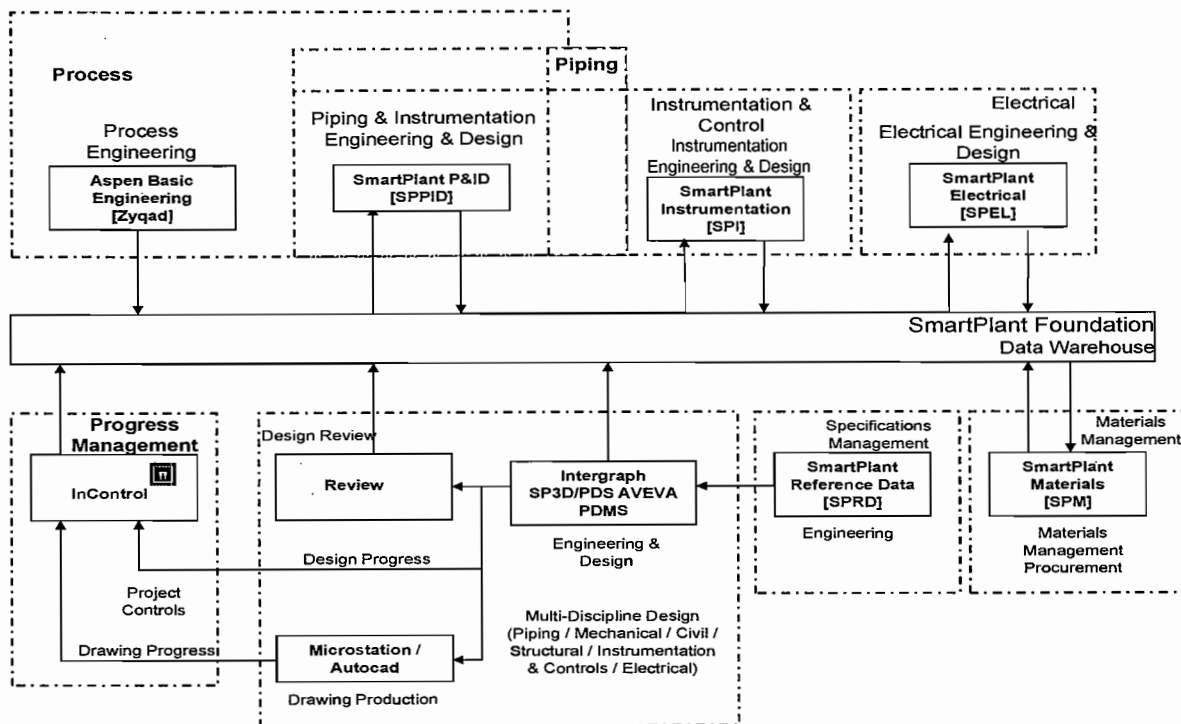 Process
Piping
Process
Engineering
Aspen Basic
Engineering
[Zyqad]
Piping & Instrumentation
Engineering & Design
SmartPlant P&ID
[SPPID]
Instrumentation &
Control
Instrumentation
Engineering & Design
SmartPlant
Instrumentation
[SPI]
Electrical
Electrical Engineering &
Design
SmartPlant
Electrical
[SPEL]
SmartPlant Foundation
Data Warehouse
Progress
Management
InControl
Project
Controls
Design Review
Review
Intergraph
SP3D/PDS AVEVA
PDMS
Engineering &
Design
Specifications
Management
SmartPlant
Reference Data
[SPRD]
Engineering
Materials
Management
SmartPlant
Materials
[SPM]
Materials
Management
Procurement
Design Progress
Drawing Progress
Microstation /
Autocad
Drawing Production
Multi-Discipline Design
(Piping / Mechanical / Civil /
Structural / Instrumentation
& Controls / Electrical)